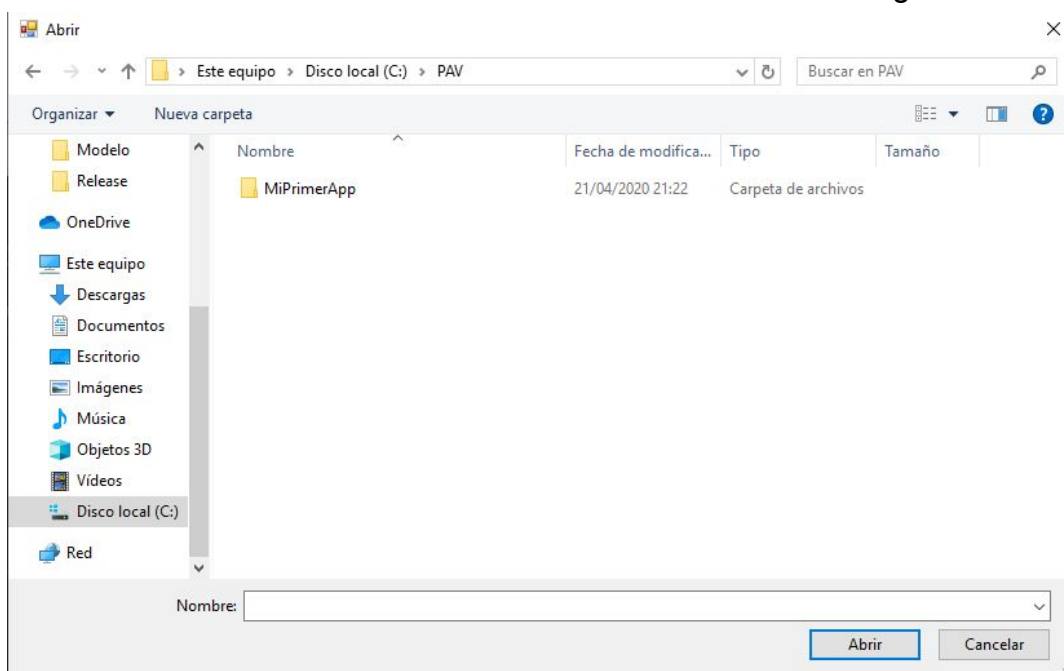 Abrir
Este equipo > Disco local (C:) > PAV
Buscar en PAV
Organizar
Nueva carpeta
Nombre
Fecha de modifica...
Tipo
Tamaño
MiPrimerApp
21/04/2020 21:22
Carpeta de archivos
Modelo
Release
OneDrive
Este equipo
Descargas
Documentos
Escritorio
Imágenes
Música
Objetos 3D
Vídeos
Disco local (C:)
Red
Nombre:
Abrir
Cancelar